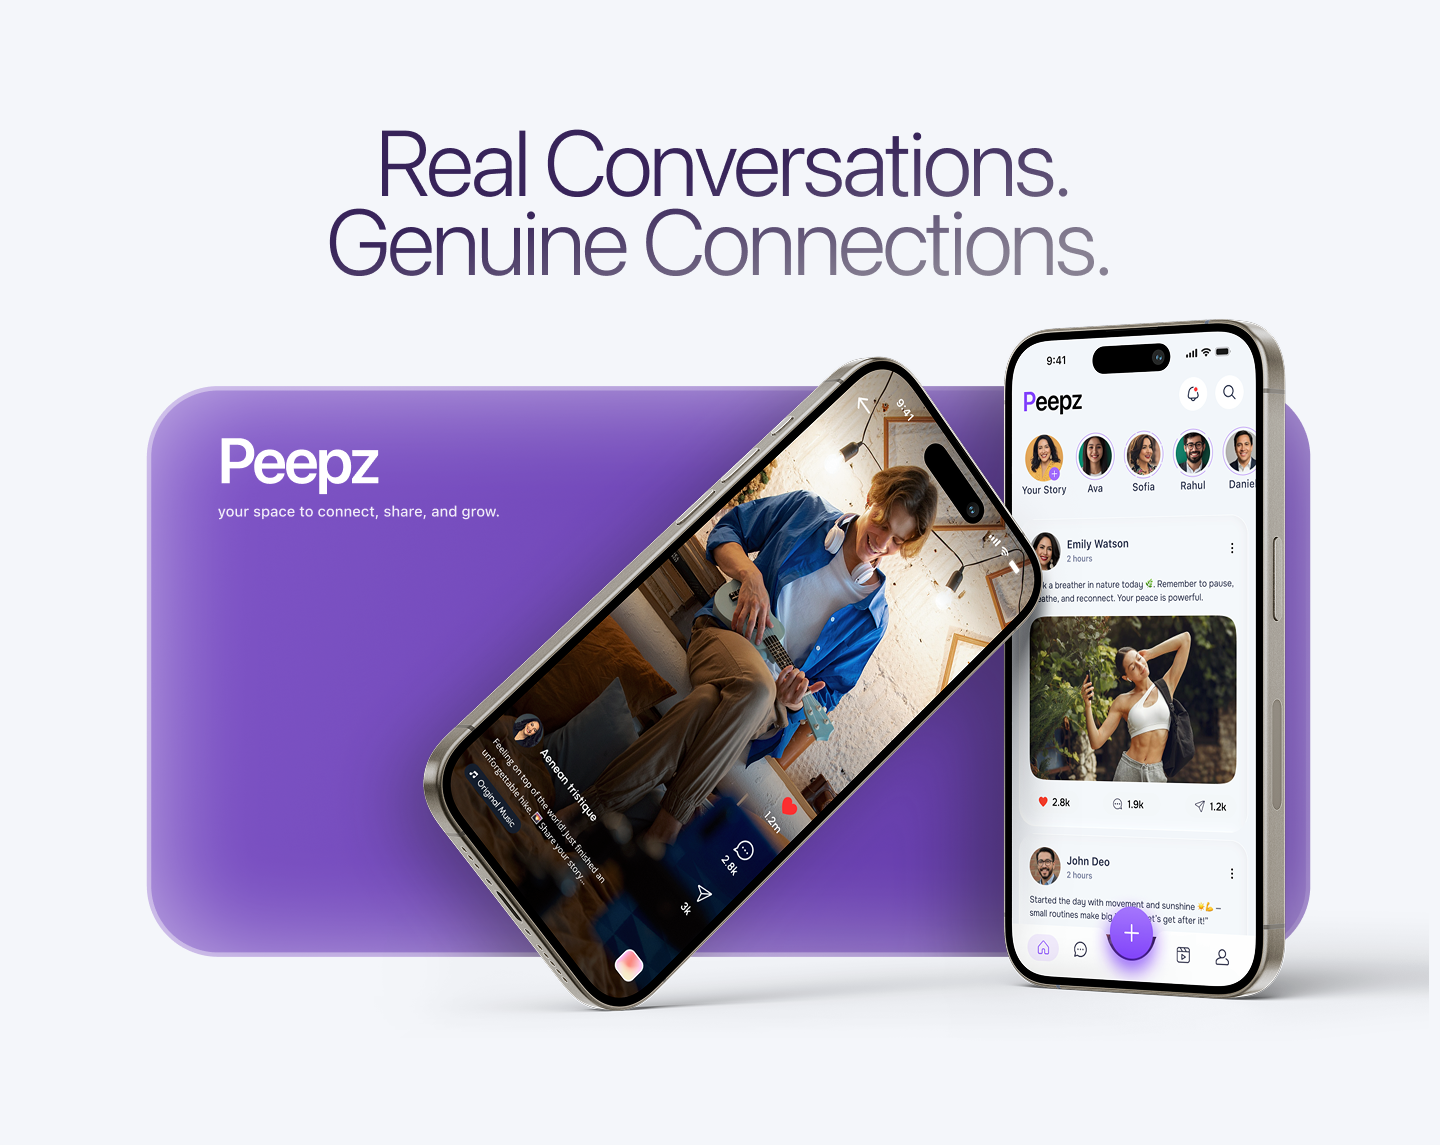 Real Conversations.
Genuine Connections.
Peepz
your space to connect, share, and grow.
9:41
Aenean tristique
Feeling on top of the world! Just finished an
unforgettable hike. Share your story...
Original Music
1.2m
2.8k
3k
9:41
Peepz
Your Story
Ava
Sofia
Rahul
Daniel
Emily Watson
2 hours
k a breather in nature today 🌿. Remember to pause,
eathe, and reconnect. Your peace is powerful.
2.8k
1.9k
1.2k
John Deo
2 hours
Started the day with movement and sunshine ☀️💪 –
small routines make big et's get after it!"